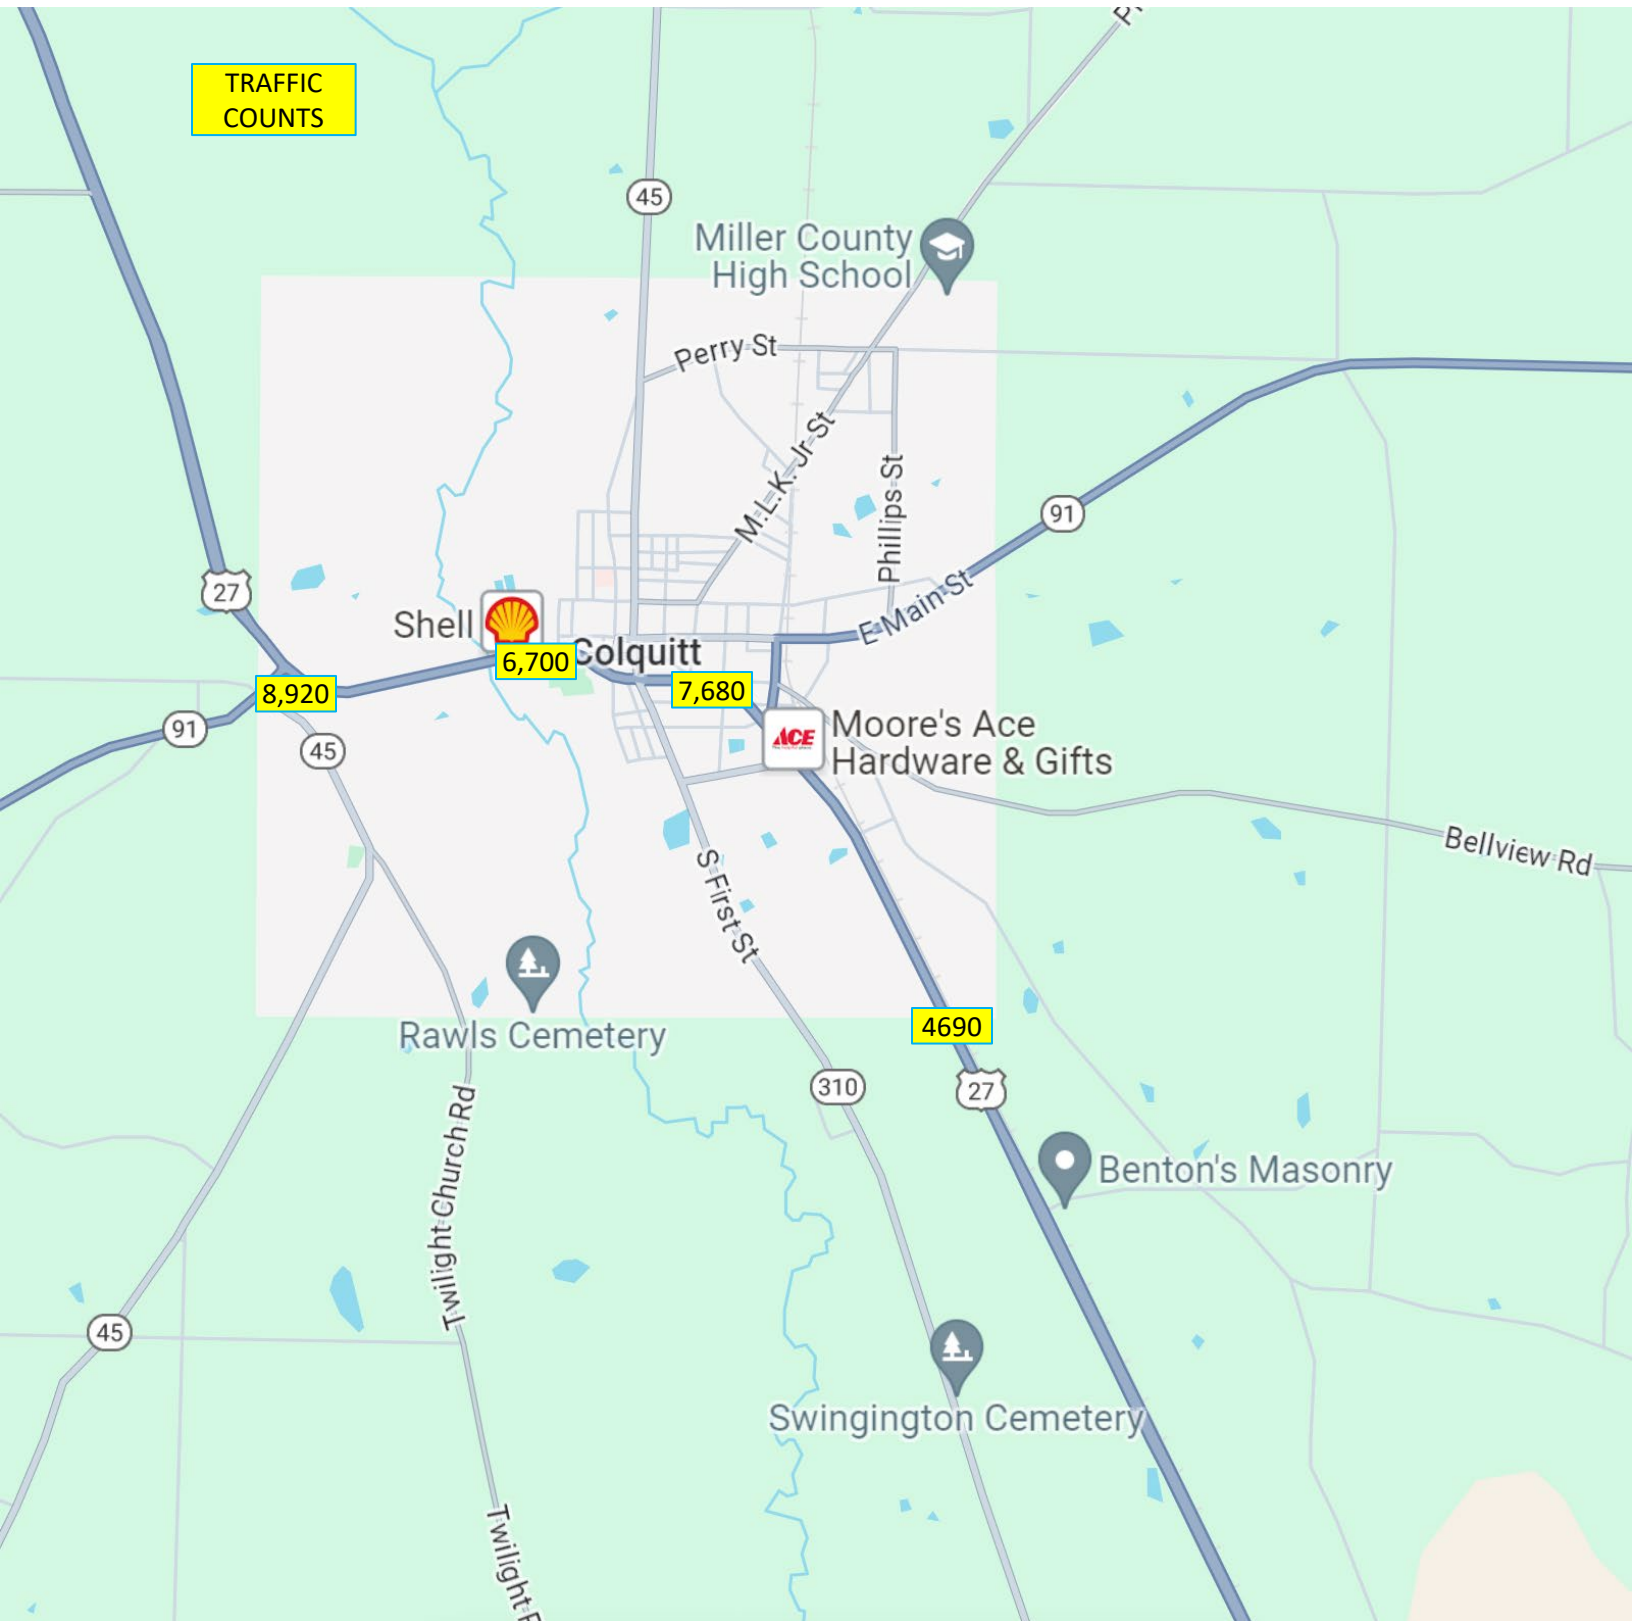 TRAFFIC
COUNTS
45
Miller County
High School
Perry St
M.L.K. Jr St
Phillips St
91
27
E Main St
Shell
Colquitt
6,700
7,680
8,920
91
45
ACE
Moore's Ace
Hardware & Gifts
Bellview Rd
S First St
Rawls Cemetery
4690
310
27
Twilight Church Rd
Benton's Masonry
45
Swingington Cemetery
Twilight